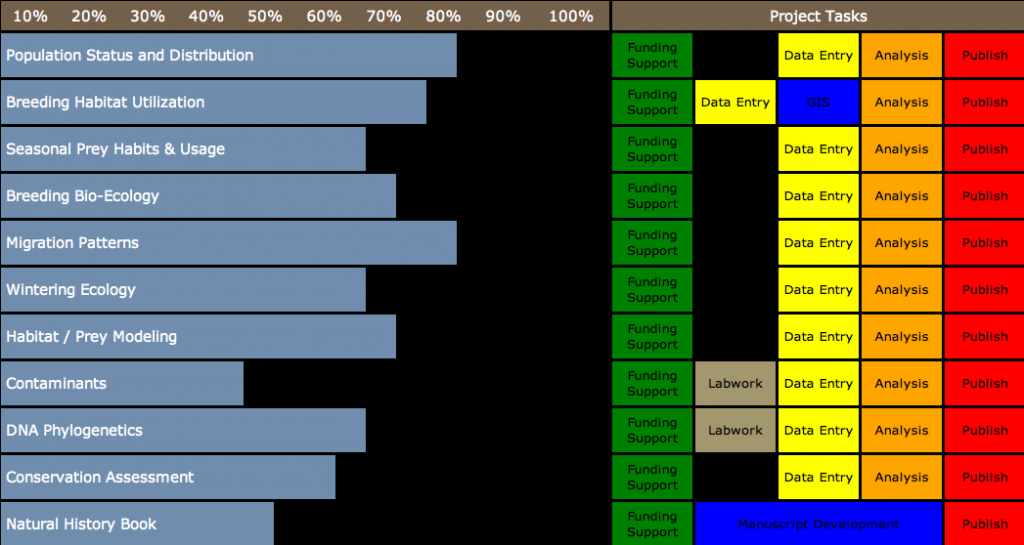 10% 20% 30% 40% 50% 60% 70% 80% 90% 100% Project Tasks
Population Status and Distribution
Funding
Support
Data Entry
Analysis
Publish
Breeding Habitat Utilization
Funding
Support
Data Entry
GIS
Analysis
Publish
Seasonal Prey Habits & Usage
Funding
Support
Data Entry
Analysis
Publish
Breeding Bio-Ecology
Funding
Support
Data Entry
Analysis
Publish
Migration Patterns
Funding
Support
Data Entry
Analysis
Publish
Wintering Ecology
Funding
Support
Data Entry
Analysis
Publish
Habitat / Prey Modeling
Funding
Support
Data Entry
Analysis
Publish
Contaminants
Funding
Support
Labwork
Data Entry
Analysis
Publish
DNA Phylogenetics
Funding
Support
Labwork
Data Entry
Analysis
Publish
Conservation Assessment
Funding
Support
Data Entry
Analysis
Publish
Natural History Book
Funding
Support
Manuscript Development
Publish